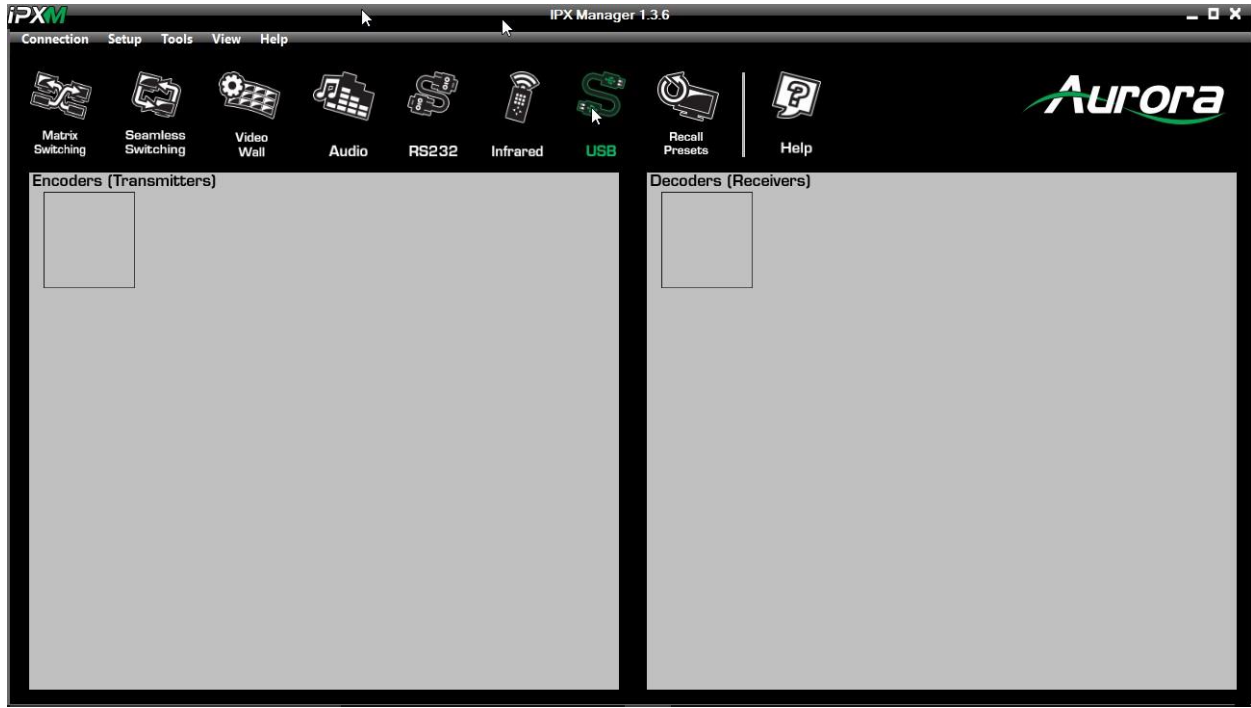 iPXM
IPX Manager 1.3.6
Connection Setup Tools View Help
Matrix
Switching
Seamless
Switching
Video
Wall
Audio
RS232
Infrared
USB
Recall
Presets
Help
Aurora
Encoders (Transmitters)
Decoders (Receivers)